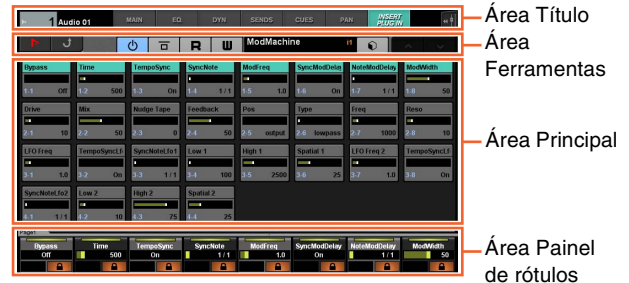 1 Audio 01 MAIN EQ DYN SENDS CUES PAN INSERT PLUG IN
Área Título
ModMachine i1
Área
Ferramentas
Bypass Time TempoSync SyncNote ModFreq SyncModDelay NoteModDelay ModWidth
1-1 Off 1-2 500 1-3 On 1-4 1/1 1-5 1.0 1-6 On 1-7 1/1 1-8 50
Drive Mix Nudge Tape Feedback Pos Type Freq Reso
2-1 10 2-2 50 2-3 0 2-4 50 2-5 output 2-6 lowpass 2-7 1000 2-8 10
Área Principal
LFO Freq TempoSyncLf SyncNoteLfo1 Low 1 High 1 Spatial 1 LFO Freq 2 TempoSyncLf
3-1 1.0 3-2 On 3-3 1/1 3-4 100 3-5 2500 3-6 25 3-7 1.0 3-8 On
SyncNoteLfo2 Low 2 High 2 Spatial 2
4-1 1/1 4-2 10 4-3 25 4-4 25
Page1
Bypass Time TempoSync SyncNote ModFreq SyncModDelay NoteModDelay ModWidth
Off 500 On 1/1 1.0 On 1/1 50
Área Painel
de rótulos